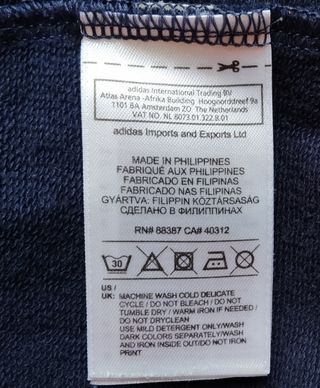 adidas International Trading BV
Atlas Arena -Afrika Building Hoogoorddreef 9a
1101 BA Amsterdam ZO The Netherlands
VAT NO. NL 8073.01.322.B.01
adidas Imports and Exports Ltd
MADE IN PHILIPPINES
FABRIQUÉ AUX PHILIPPINES
FABRICADO EN FILIPINAS
FABRICADO NAS FILIPINAS
GYÁRTVA: FILIPPIN KÖZTÁRSASÁG
СДЕЛАНО В ФИЛИППИНАХ
RN# 88387 CA# 40312
30
US /
UK: MACHINE WASH COLD DELICATE
CYCLE / DO NOT BLEACH / DO NOT
TUMBLE DRY / WARM IRON IF NEEDED /
DO NOT DRYCLEAN
USE MILD DETERGENT ONLY/WASH
DARK COLORS SEPARATELY/WASH
AND IRON INSIDE OUT/DO NOT IRON
PRINT